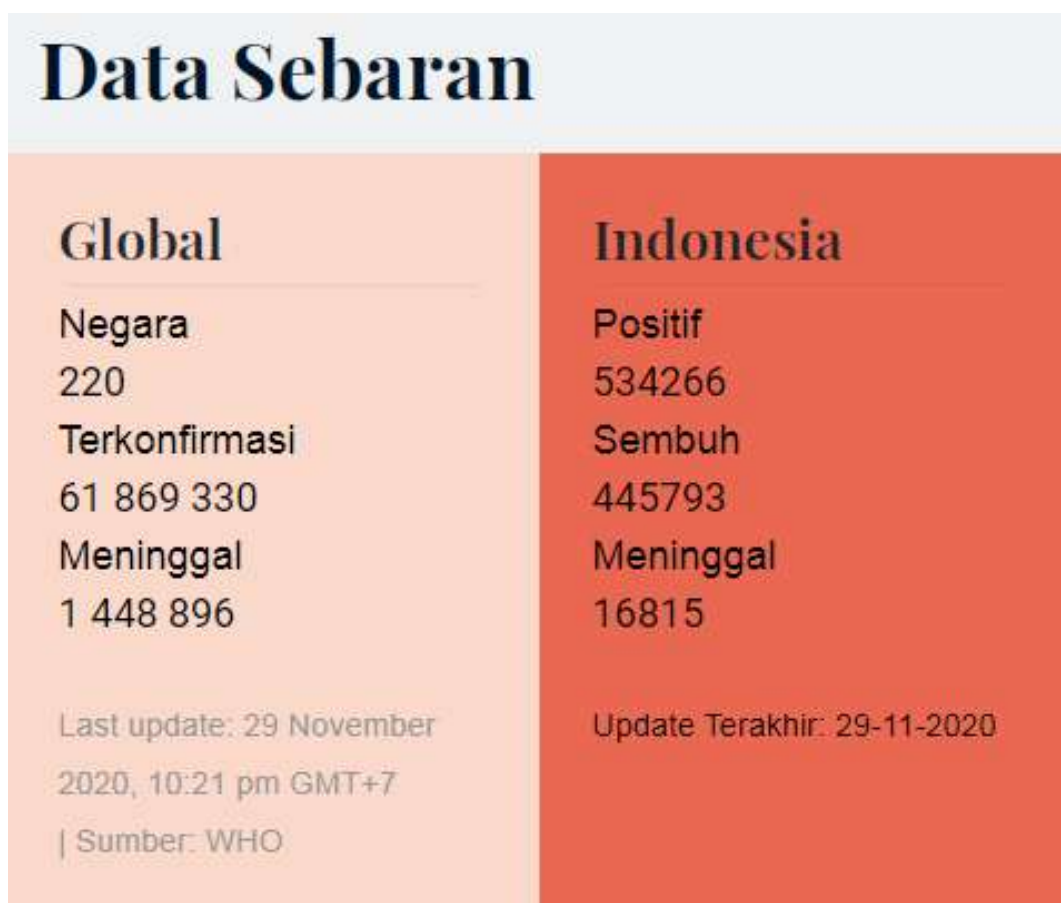 Data Sebaran
Global
Negara
220
Terkonfirmasi
61 869 330
Meninggal
1 448 896
Last update: 29 November
2020, 10:21 pm GMT+7
| Sumber: WHO
Indonesia
Positif
534266
Sembuh
445793
Meninggal
16815
Update Terakhir: 29-11-2020